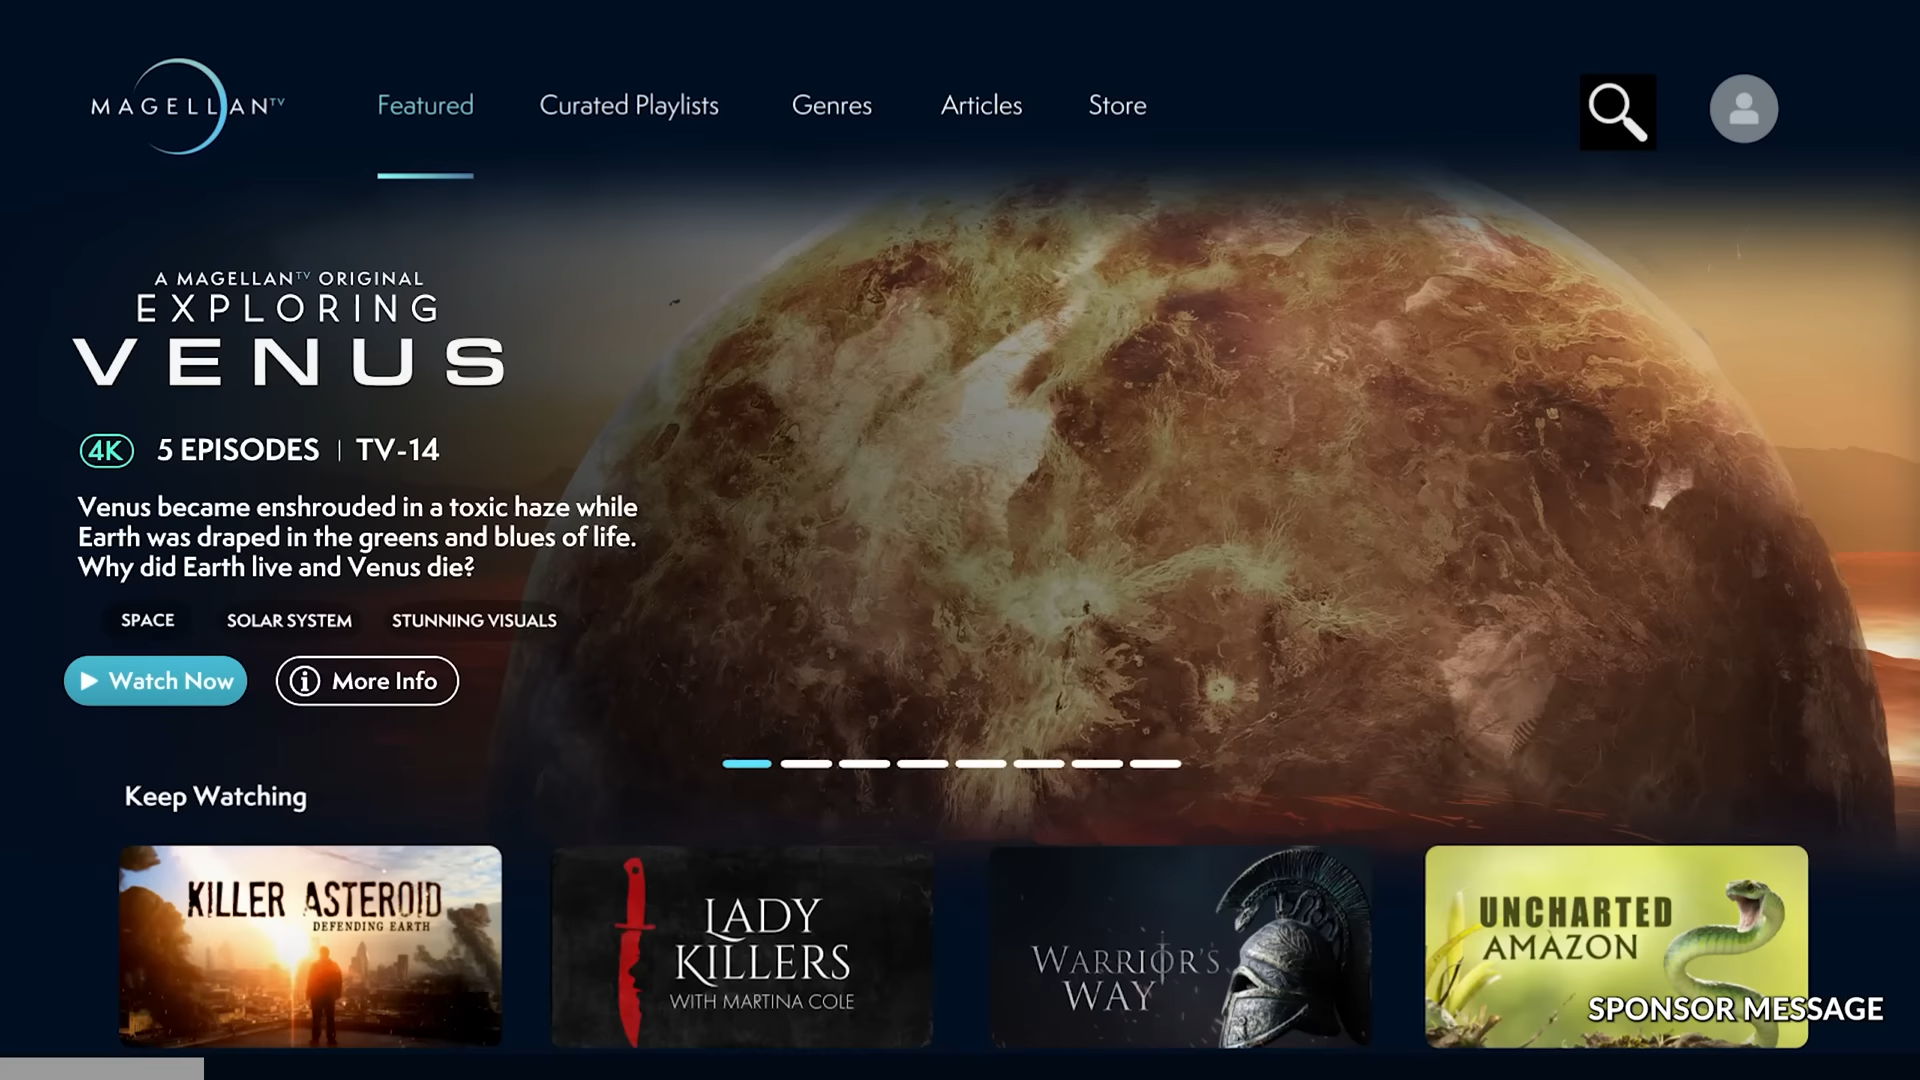 MAGELLAN TV
Featured
Curated Playlists
Genres
Articles
Store
A MAGELLAN TV ORIGINAL
EXPLORING
VENUS
4K 5 EPISODES | TV-14
Venus became enshrouded in a toxic haze while
Earth was draped in the greens and blues of life.
Why did Earth live and Venus die?
SPACE SOLAR SYSTEM STUNNING VISUALS
Watch Now
More Info
Keep Watching
KILLER ASTEROID
DEFENDING EARTH
LADY
KILLERS
WITH MARTINA COLE
WARRIOR'S
WAY
UNCHARTED
AMAZON
SPONSOR MESSAGE